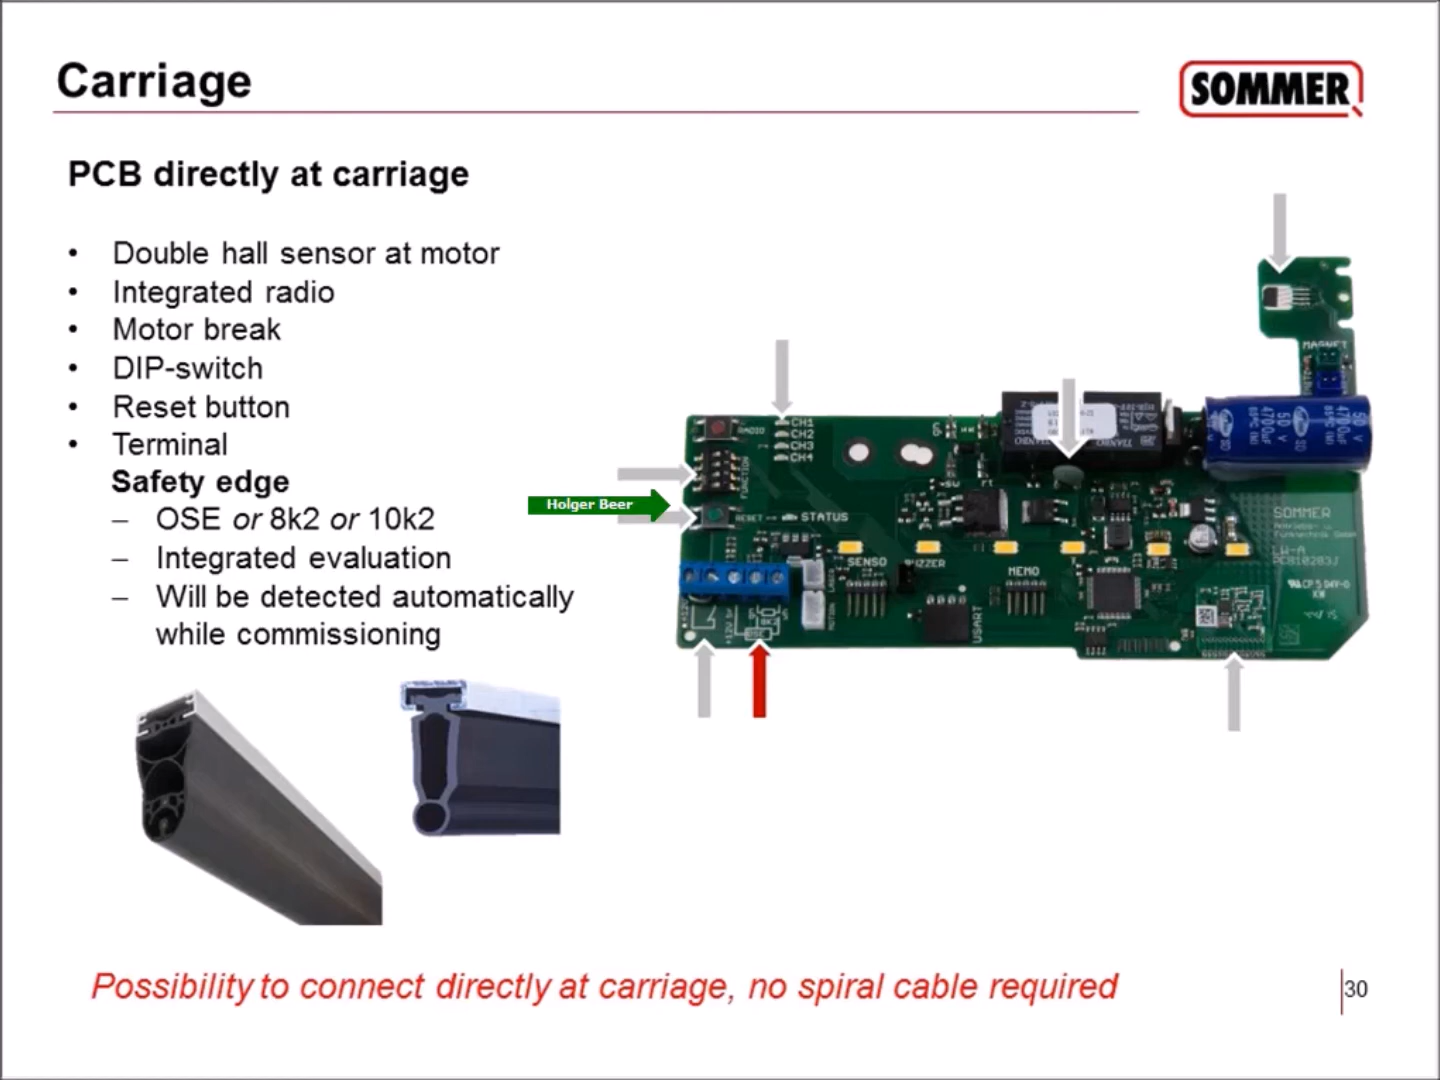 Carriage
SOMMER
PCB directly at carriage
• Double hall sensor at motor
• Integrated radio
• Motor break
• DIP-switch
• Reset button
• Terminal
Safety edge
– OSE or 8k2 or 10k2
– Integrated evaluation
– Will be detected automatically
while commissioning
Holger Beer
MAGNET
RADIO
CH1
CH2
CH3
CH4
FUNCTION
RESET
STATUS
SENSO
BUZZER
MEMO
USART
SOMMER
50 V
4700µF
Possibility to connect directly at carriage, no spiral cable required
30